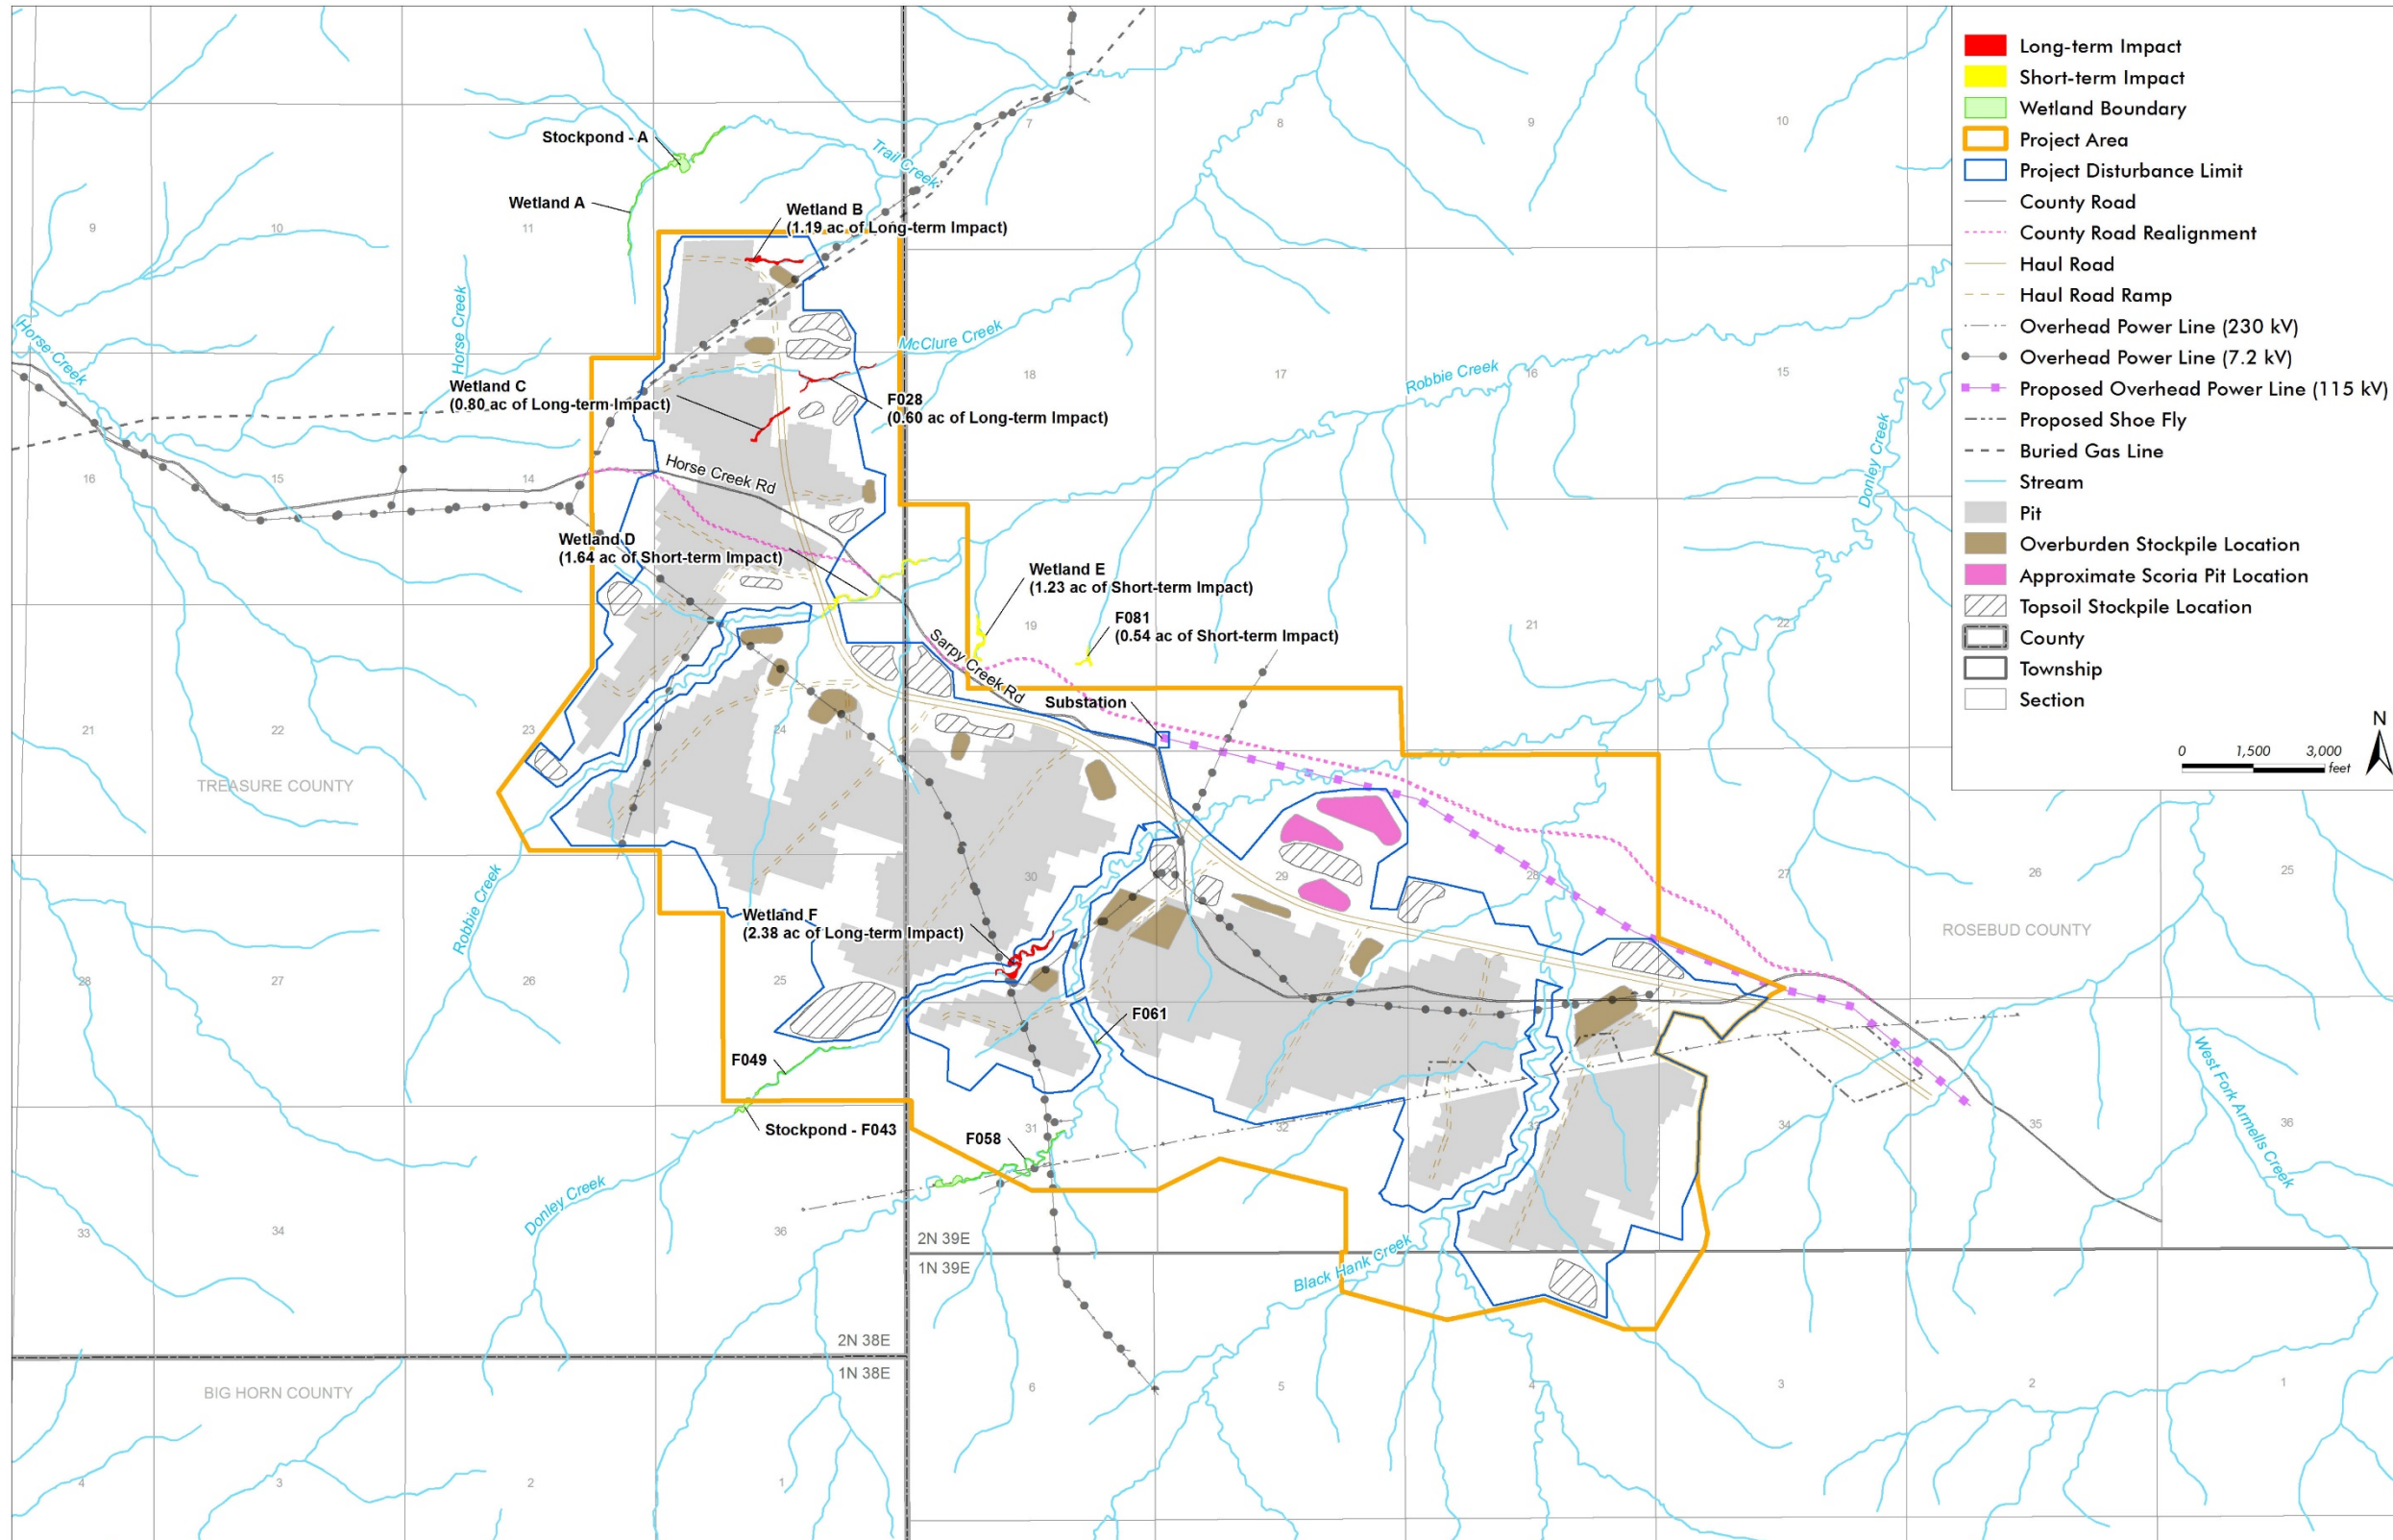 Long-term Impact
Short-term Impact
Wetland Boundary
Project Area
Project Disturbance Limit
County Road
County Road Realignment
Haul Road
Haul Road Ramp
Overhead Power Line (230 kV)
Overhead Power Line (7.2 kV)
Proposed Overhead Power Line (115 kV)
Proposed Shoe Fly
Buried Gas Line
Stream
Pit
Overburden Stockpile Location
Approximate Scoria Pit Location
Topsoil Stockpile Location
County
Township
Section
N
0 1,500 3,000
feet
7
8
9
10
Stockpond - A
Trail Creek
Wetland A
9
10
11
Wetland B
(1.19 ac of Long-term Impact)
Horse Creek
Horse Creek
McClure Creek
18
17
16
15
Robbie Creek
Wetland C
(0.80 ac of Long-term Impact)
F028
(0.60 ac of Long-term Impact)
Donley Creek
16
15
14
Horse Creek Rd
Wetland D
(1.64 ac of Short-term Impact)
Wetland E
(1.23 ac of Short-term Impact)
F081
(0.54 ac of Short-term Impact)
19
21
22
Sarpy Creek Rd
Substation
21
22
23
24
TREASURE COUNTY
30
29
28
27
26
25
Robbie Creek
Wetland F
(2.38 ac of Long-term Impact)
ROSEBUD COUNTY
28
27
26
25
F061
F049
Stockpond - F043
F058
31
32
33
34
35
36
West Fork Armells Creek
Donley Creek
33
34
36
2N 39E
1N 39E
Black Hank Creek
2N 38E
1N 38E
BIG HORN COUNTY
6
5
4
3
2
1
4
3
2
1